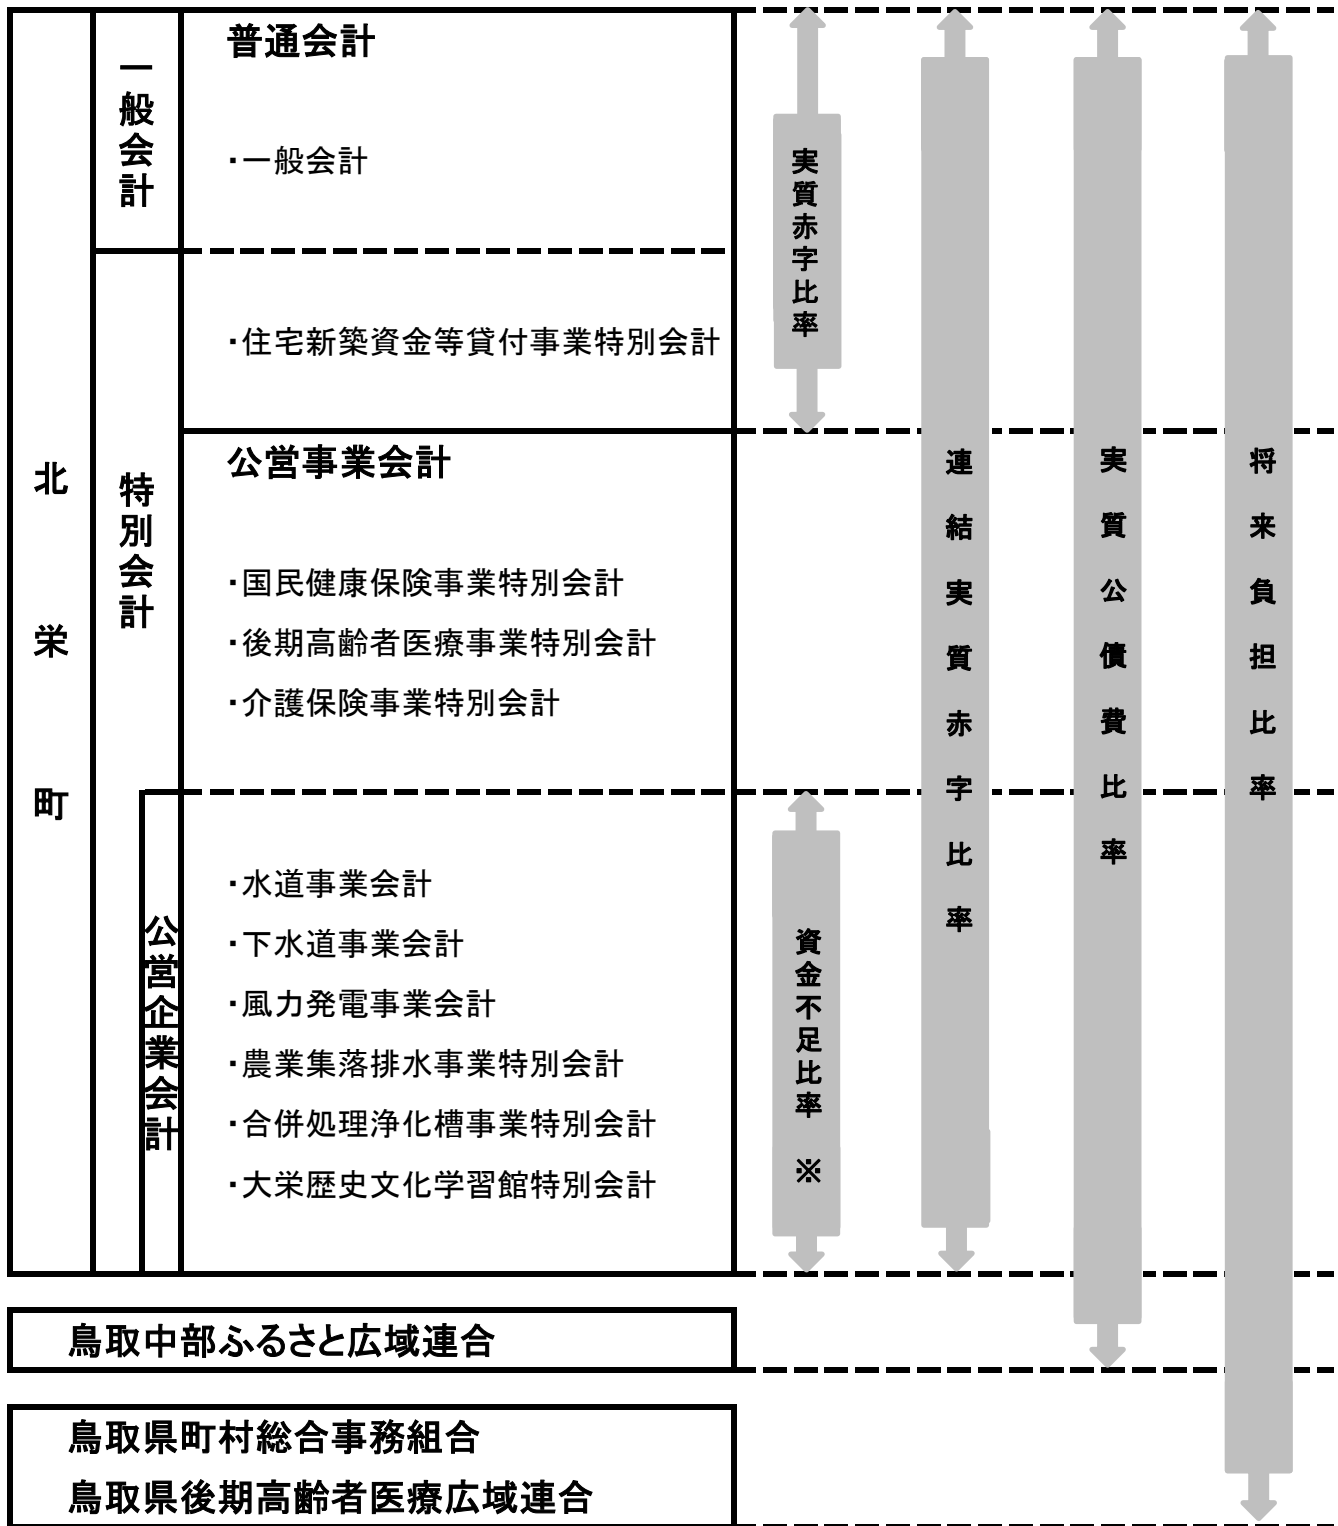 北栄町
一般会計
普通会計
・一般会計
特別会計
・住宅新築資金等貸付事業特別会計
公営事業会計
・国民健康保険事業特別会計
・後期高齢者医療事業特別会計
・介護保険事業特別会計
公営企業会計
・水道事業会計
・下水道事業会計
・風力発電事業会計
・農業集落排水事業特別会計
・合併処理浄化槽事業特別会計
・大栄歴史文化学習館特別会計
実質赤字比率
資金不足比率 ※
連結実質赤字比率
実質公債費比率
将来負担比率
鳥取中部ふるさと広域連合
鳥取県町村総合事務組合
鳥取県後期高齢者医療広域連合